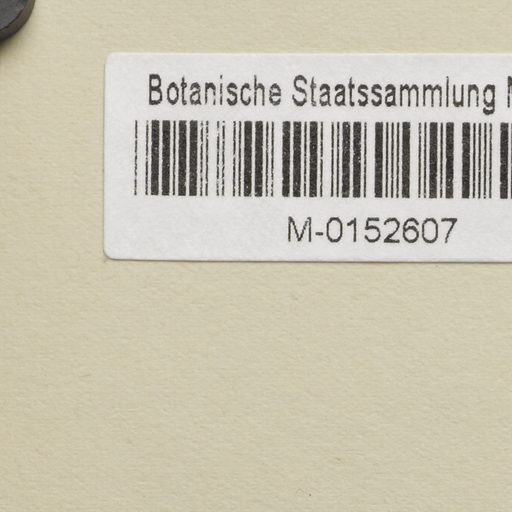 Botanische Staatssammlung
M-0152607